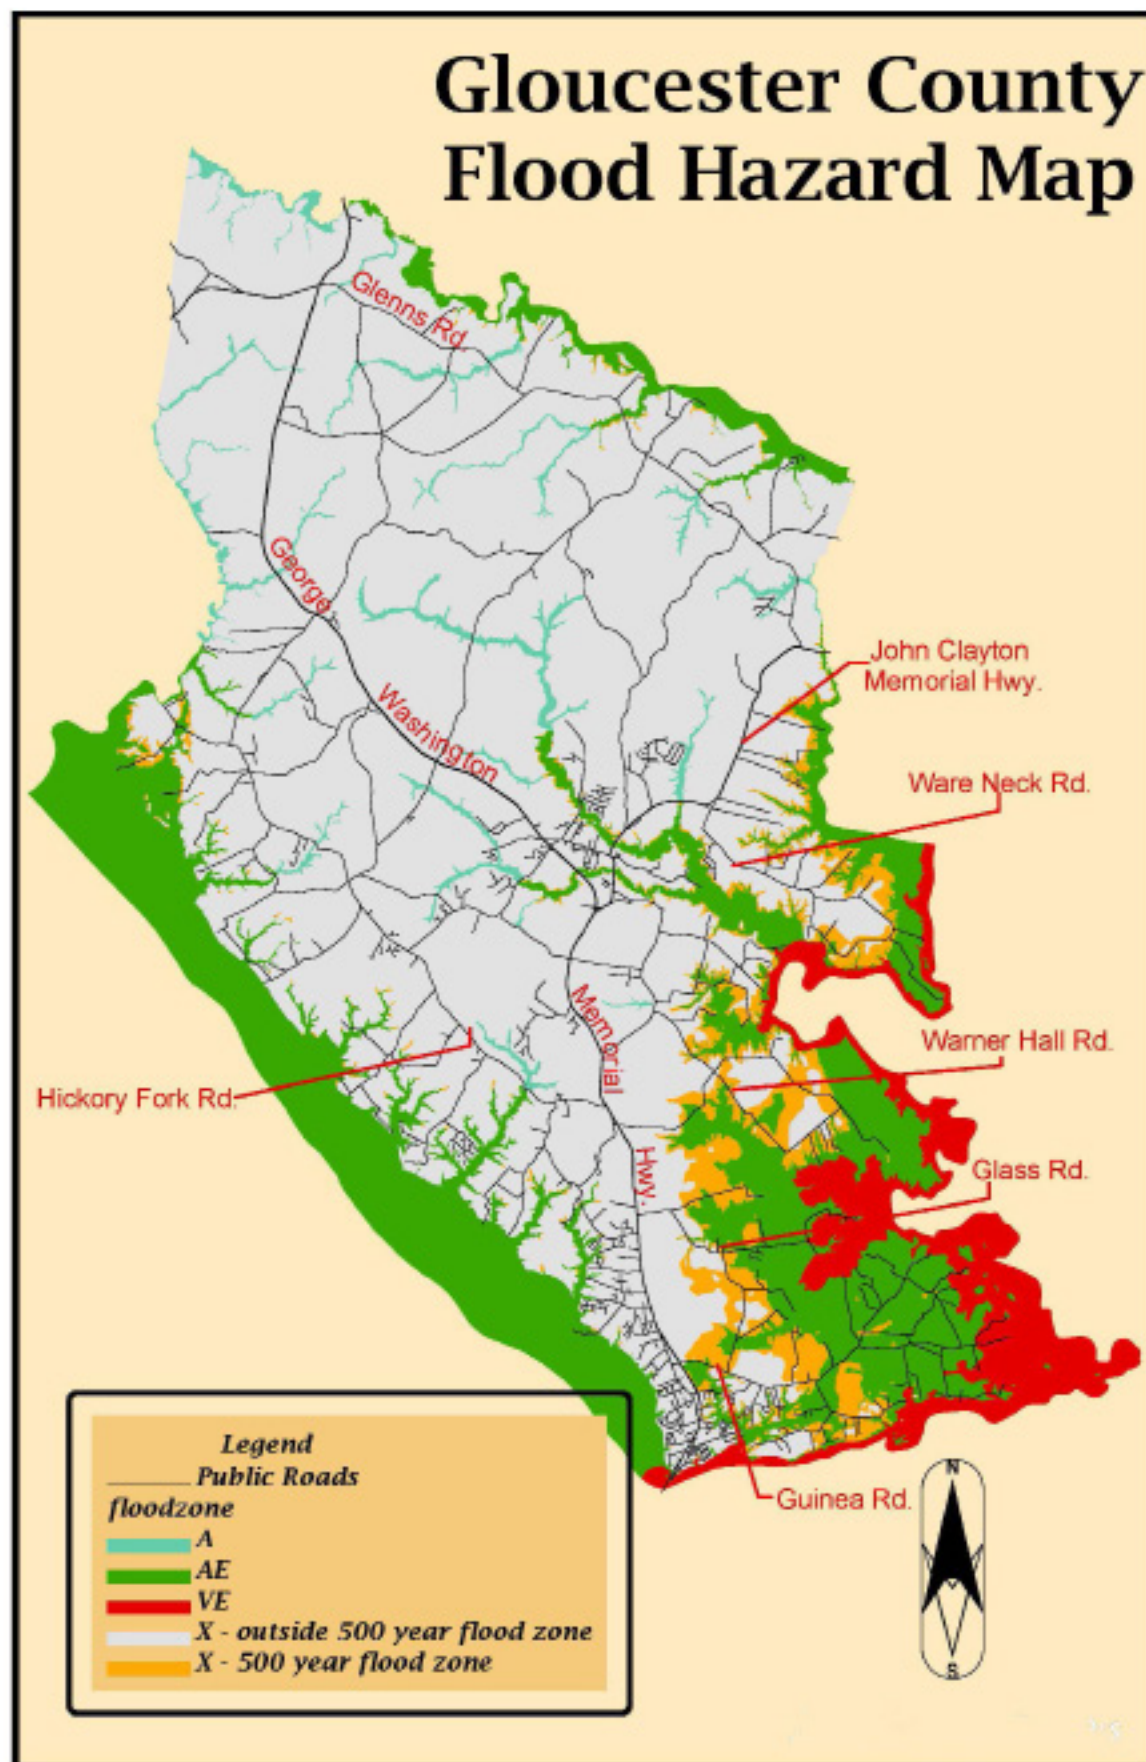 Gloucester County
Flood Hazard Map
Glenns Rd.
George
Washington
John Clayton
Memorial Hwy.
Ware Neck Rd.
Memorial
Warner Hall Rd.
Hickory Fork Rd.
Hwy.
Glass Rd.
Guinea Rd.
Legend
Public Roads
floodzone
A
AE
VE
X - outside 500 year flood zone
X - 500 year flood zone
N
S